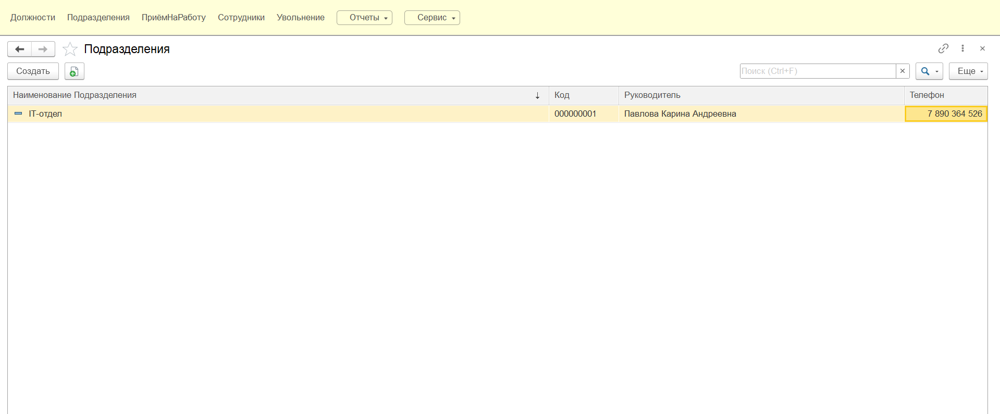 Должности Подразделения ПриёмНаРаботу Сотрудники Увольнение Отчеты Сервис
Подразделения
Создать Поиск (Ctrl+F) Еще
Наименование Подразделения Код Руководитель Телефон
IT-отдел 000000001 Павлова Карина Андреевна 7 890 364 526